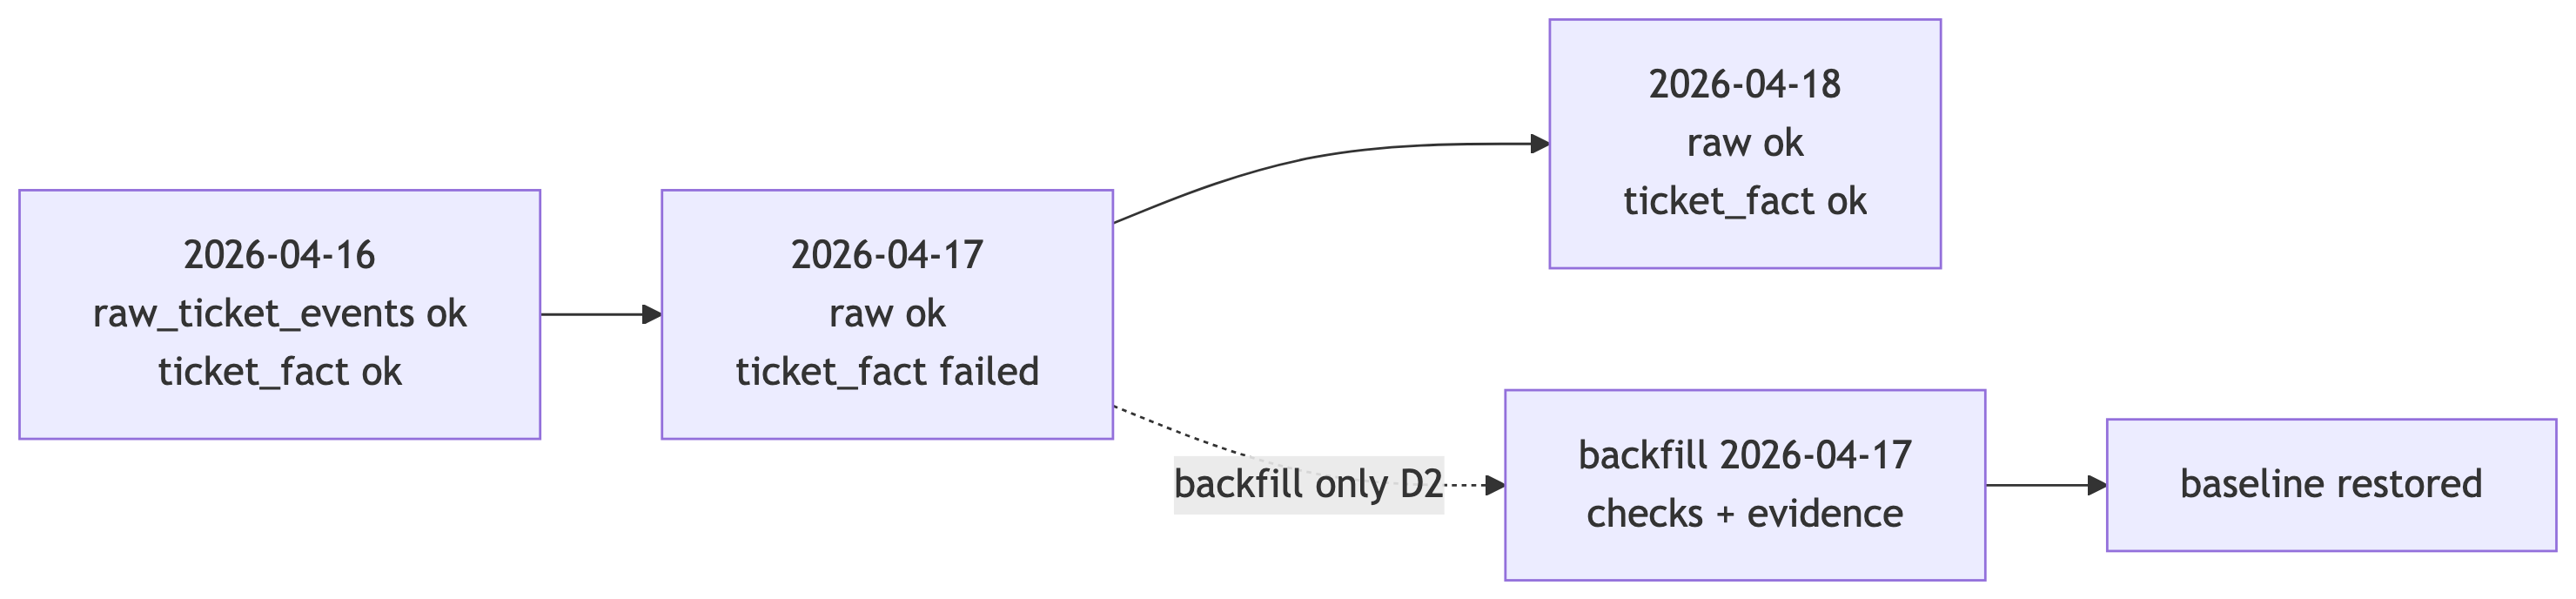 2026-04-16
raw_ticket_events ok
ticket_fact ok
2026-04-17
raw ok
ticket_fact failed
2026-04-18
raw ok
ticket_fact ok
backfill only D2
backfill 2026-04-17
checks + evidence
baseline restored